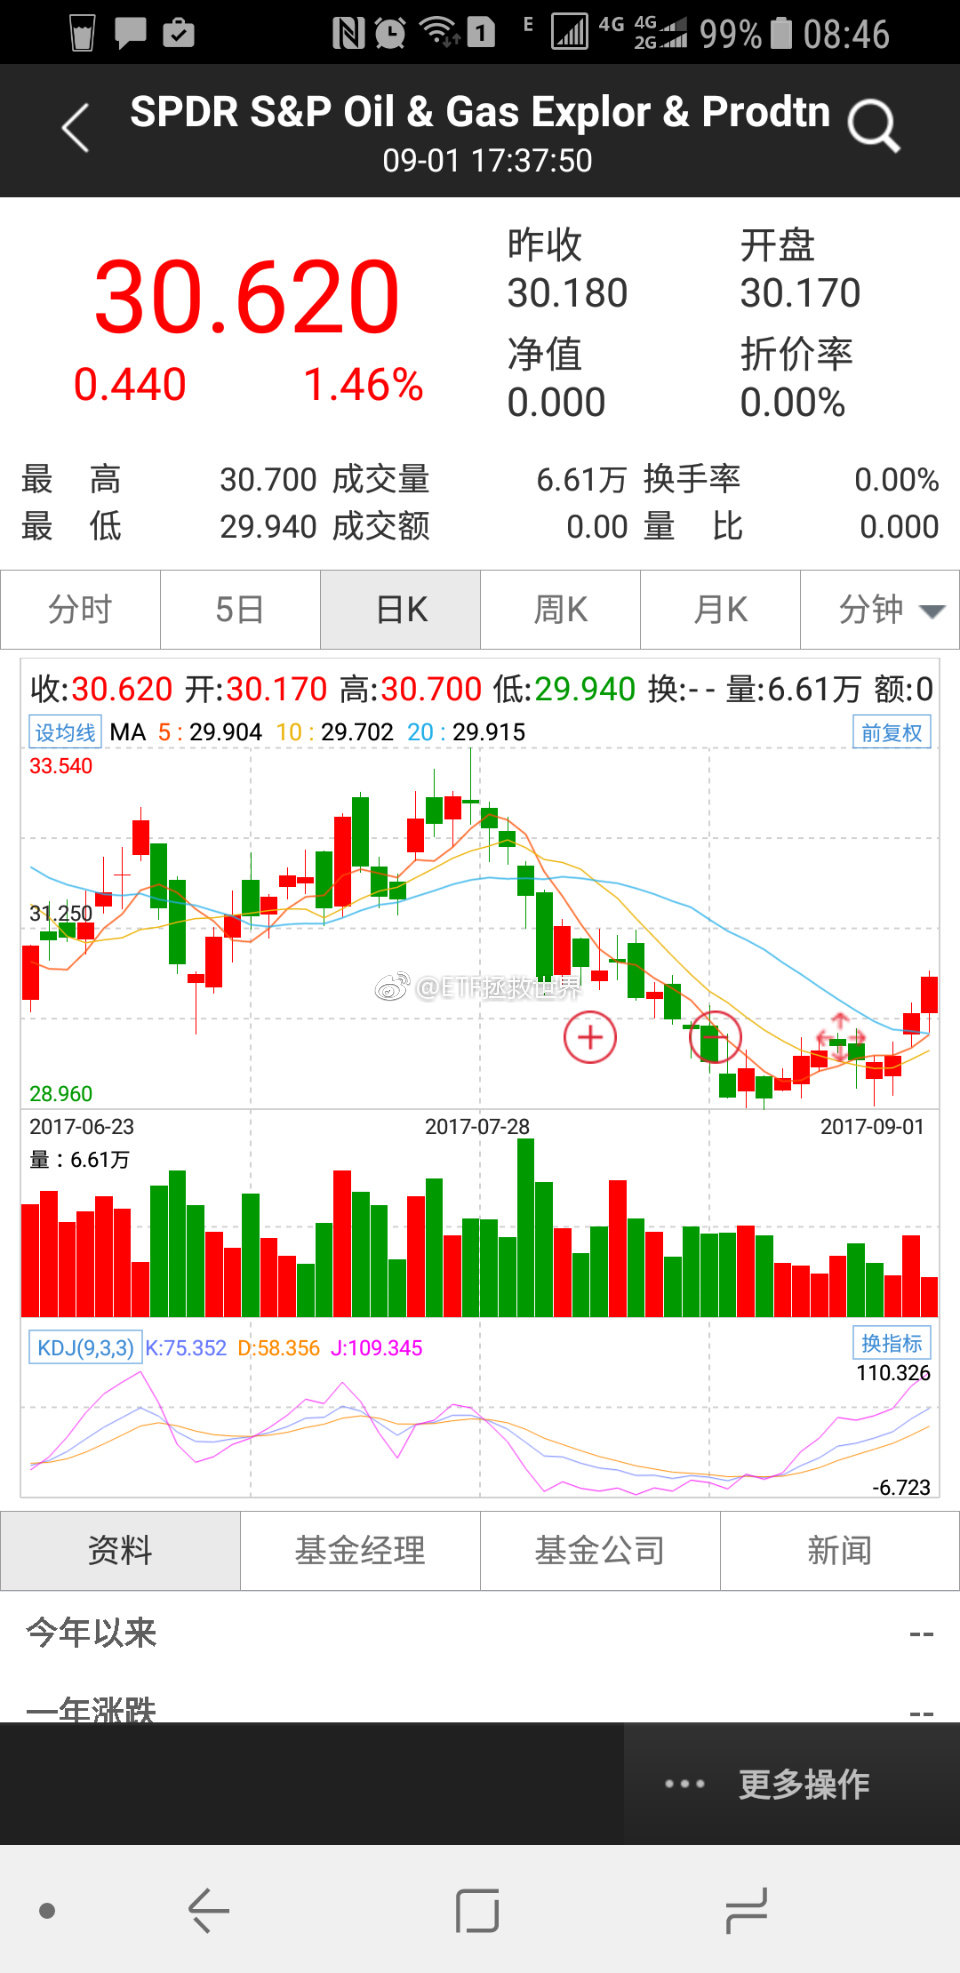 1 E 4G 4G 2G 99% 08:46
SPDR S&P Oil & Gas Explor & Prodtn
09-01 17:37:50
30.620
0.440 1.46%
昨收 开盘
30.180 30.170
净值 折价率
0.000 0.00%
最高 30.700 成交量 6.61万 换手率 0.00%
最低 29.940 成交额 0.00 量比 0.000
分时 5日 日K 周K 月K 分钟
收:30.620 开:30.170 高:30.700 低:29.940 换:-- 量:6.61万 额:0
设均线 MA 5:29.904 10:29.702 20:29.915 前复权
33.540
31.250
@ETF拯救世界
28.960
2017-06-23 2017-07-28 2017-09-01
量:6.61万
KDJ(9,3,3) K:75.352 D:58.356 J:109.345 换指标
110.326
-6.723
资料 基金经理 基金公司 新闻
今年以来 --
一年涨跌 --
更多操作